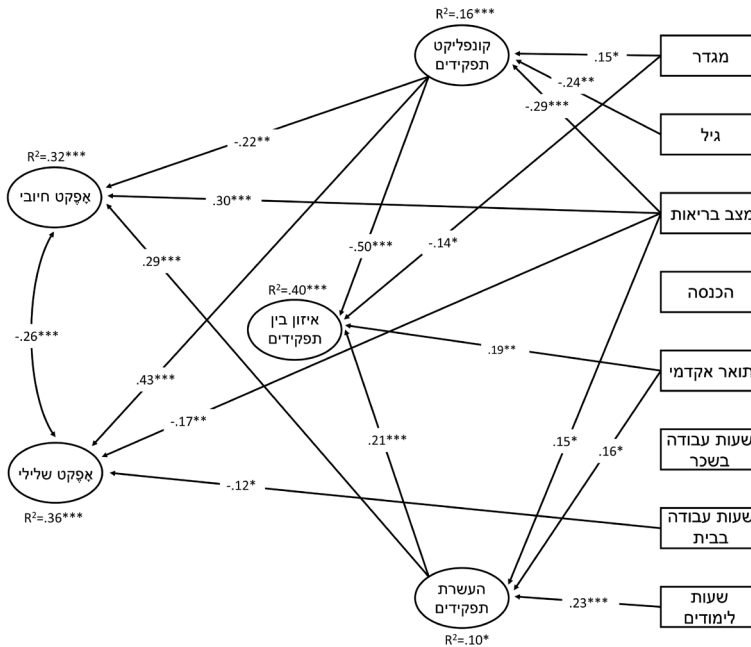 R²=.16***
קונפליקט
תפקידים
מגדר
.15*
-.24**
-.29***
גיל
-.22**
R²=.32***
אָפֶקט חיובי
.30***
מצב בריאות
-.50***
-.14*
.29***
R²=.40***
הכנסה
איזון בין
תפקידים
-.26***
.19**
תואר אקדמי
.43***
-.17**
.21***
.15*
.16*
שעות עבודה
בשכר
אָפֶקט שלילי
-.12*
R²=.36***
שעות עבודה
בבית
העשרת
תפקידים
.23***
שעות
לימודים
R²=.10*